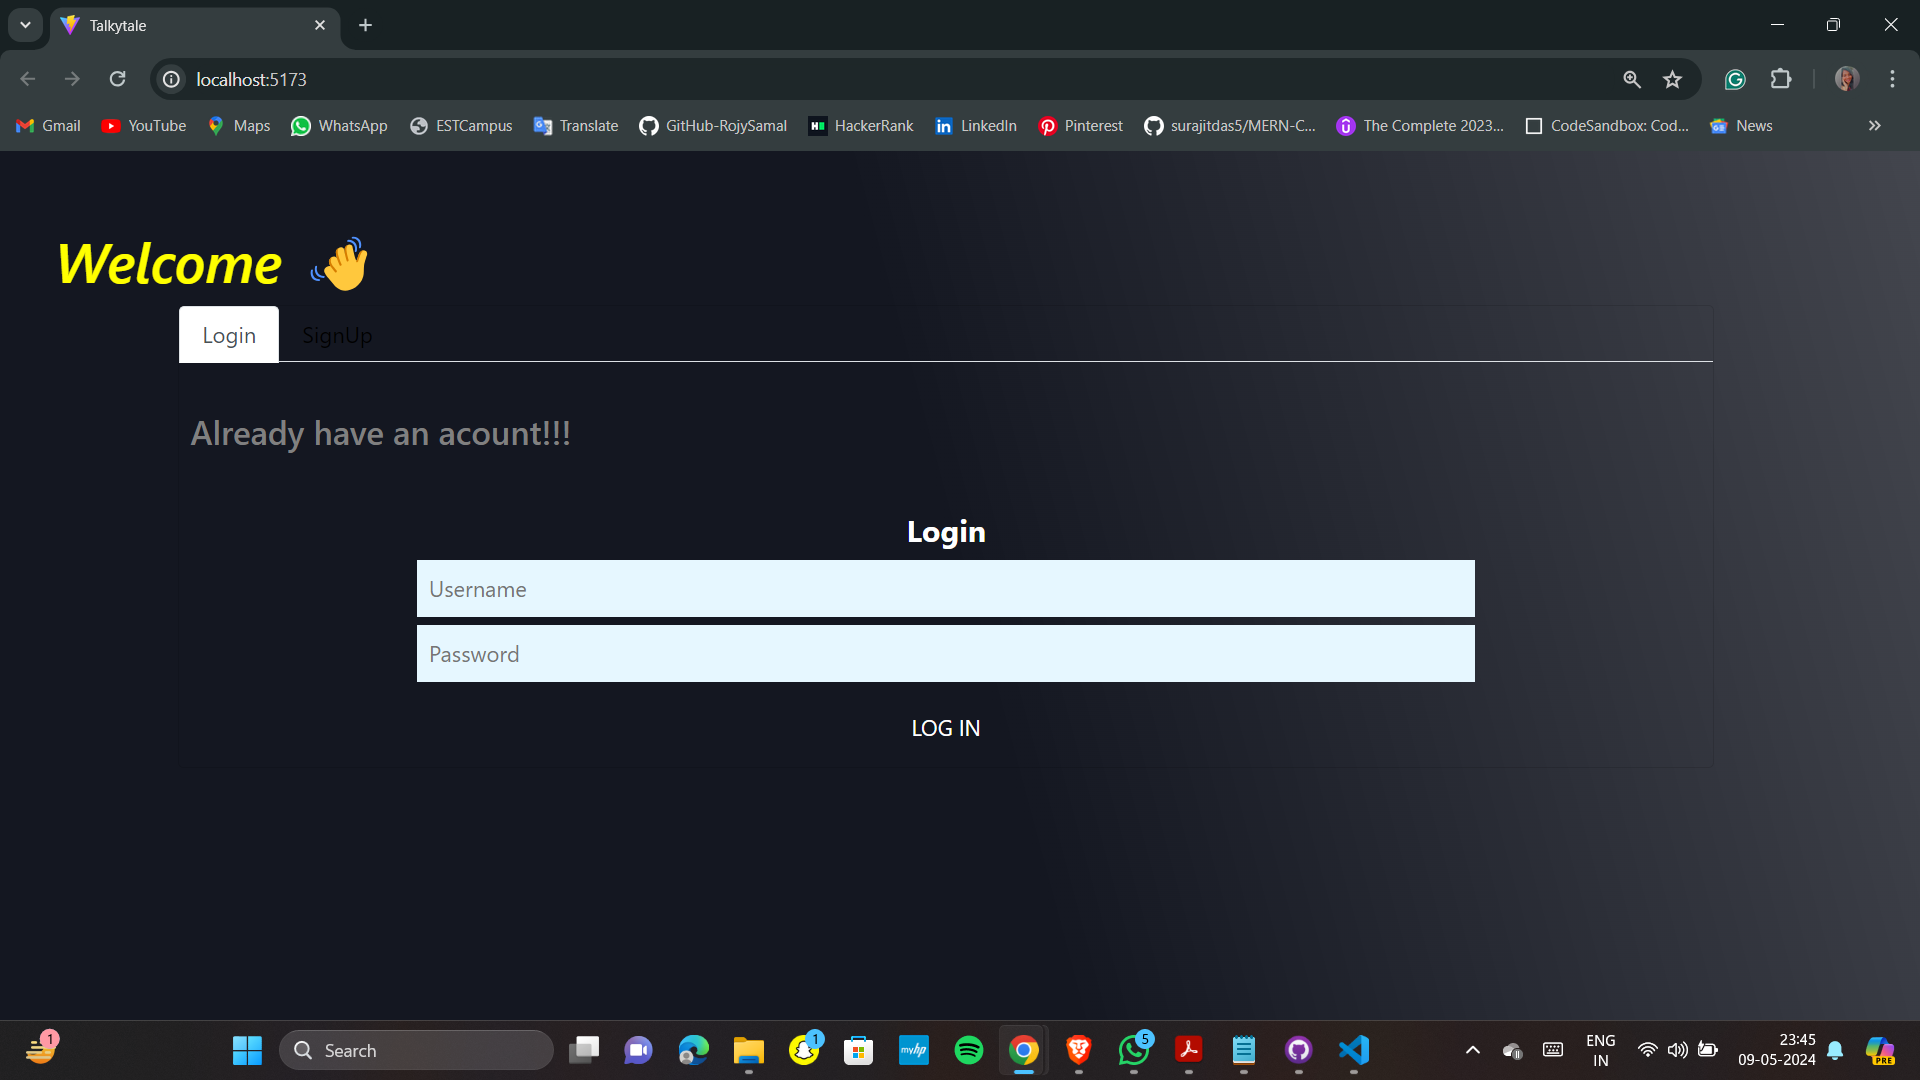 Talkytale
localhost:5173
Gmail YouTube Maps WhatsApp ESTCampus Translate GitHub-RojySamal HackerRank LinkedIn Pinterest surajitdas5/MERN-C... The Complete 2023... CodeSandbox: Cod... News
Welcome
Login SignUp
Already have an acount!!!
Login
Username
Password
LOG IN
1 Search 1 myhp 5 ENG 23:45
IN 09-05-2024 PRE